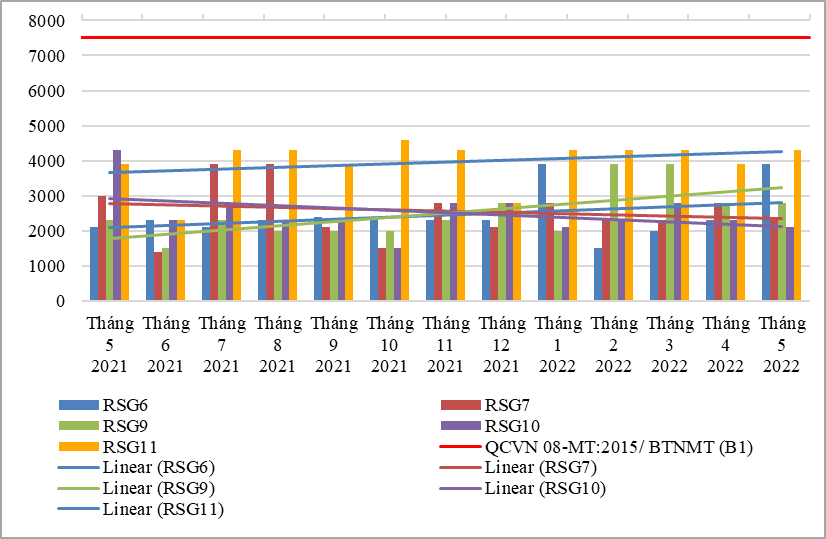 8000
7000
6000
5000
4000
3000
2000
1000
0
Tháng Tháng Tháng Tháng Tháng Tháng Tháng Tháng Tháng Tháng Tháng Tháng Tháng
5 6 7 8 9 10 11 12 1 2 3 4 5
2021 2021 2021 2021 2021 2021 2021 2021 2022 2022 2022 2022 2022
RSG6 RSG7
RSG9 RSG10
RSG11 QCVN 08-MT:2015/ BTNMT (B1)
Linear (RSG6) Linear (RSG7)
Linear (RSG9) Linear (RSG10)
Linear (RSG11)